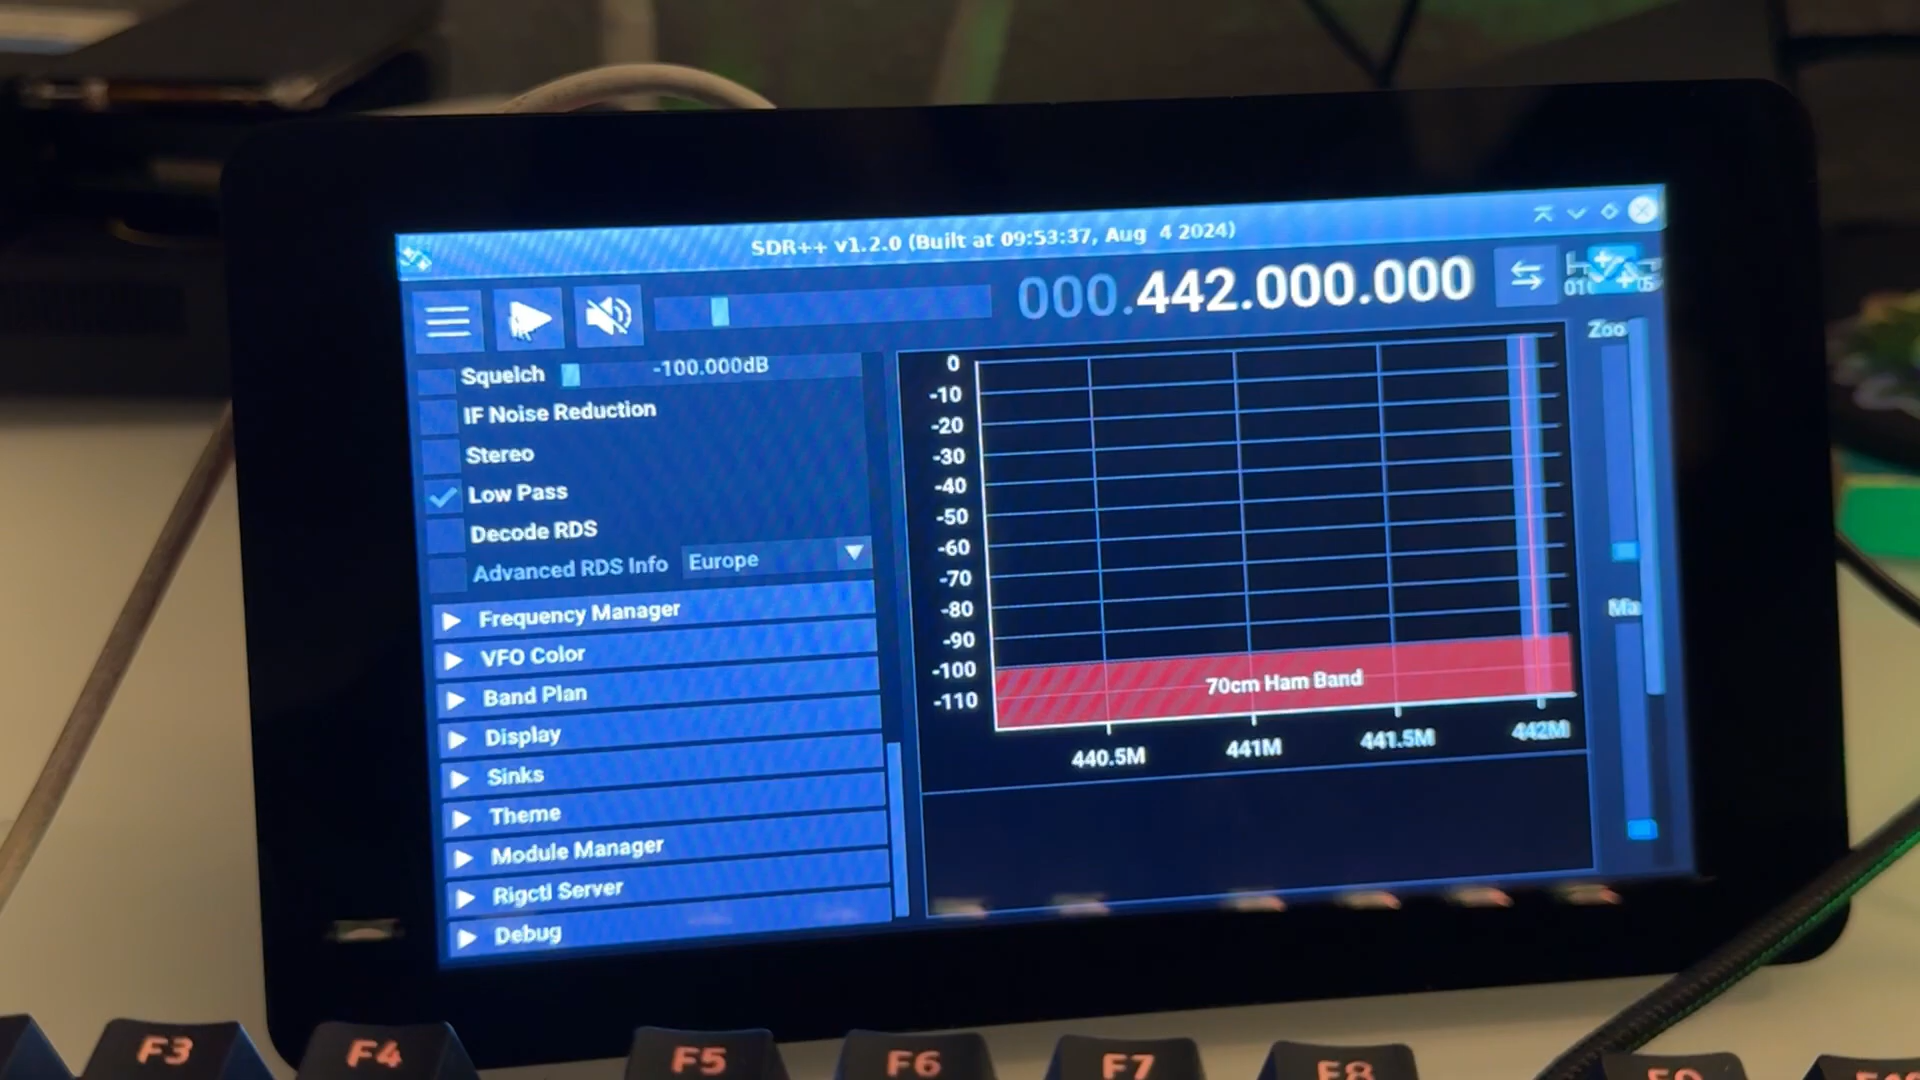 SDR++ v1.2.0 (Built at 09:53:37, Aug 4 2024)
000.442.000.000
Squelch -100.000dB
IF Noise Reduction
Stereo
Low Pass
Decode RDS
Advanced RDS Info Europe
Frequency Manager
VFO Color
Band Plan
Display
Sinks
Theme
Module Manager
Rigctl Server
Debug
Zoo
0
-10
-20
-30
-40
-50
-60
-70
-80
-90
-100
-110
70cm Ham Band
440.5M 441M 441.5M 442M
Ma
F3 F4 F5 F6 F7 F8